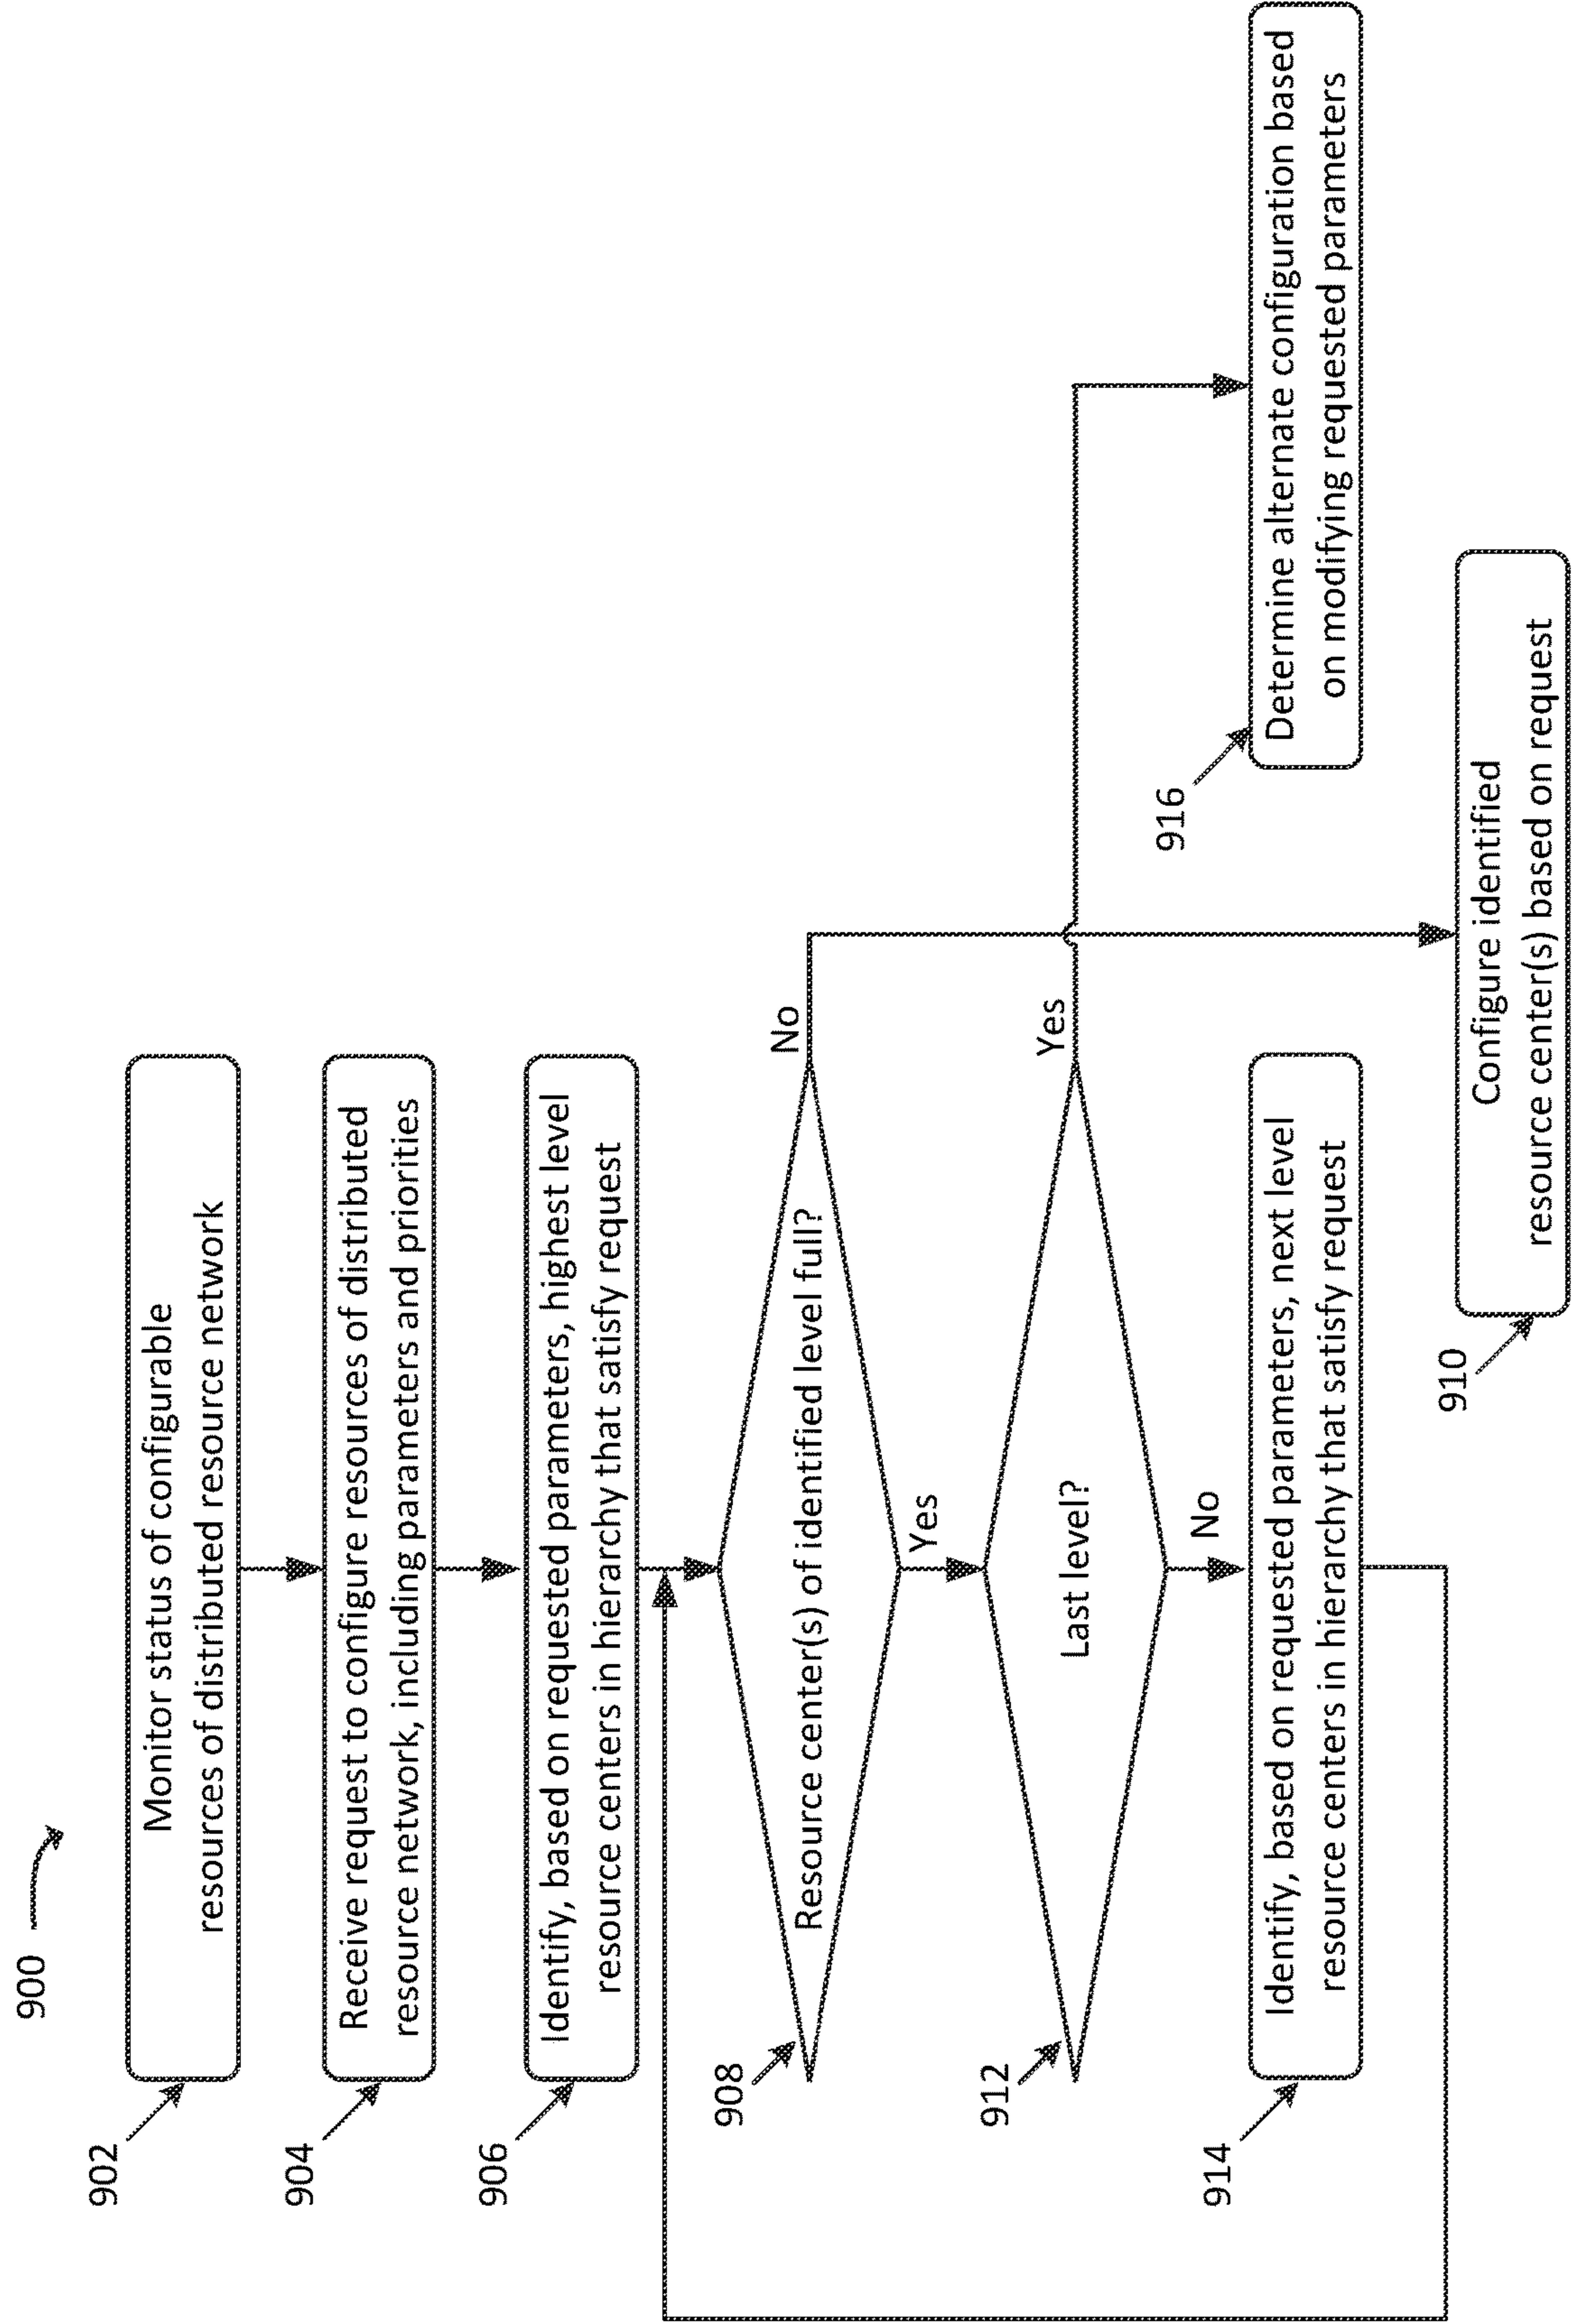 900
902
Monitor status of configurable
resources of distributed resource network
904
Receive request to configure resources of distributed
resource network, including parameters and priorities
906
Identify, based on requested parameters, highest level
resource centers in hierarchy that satisfy request
908
Resource center(s) of identified level full?
No
Yes
912
Last level?
Yes
No
914
Identify, based on requested parameters, next level
resource centers in hierarchy that satisfy request
916
Determine alternate configuration based
on modifying requested parameters
910
Configure identified
resource center(s) based on request